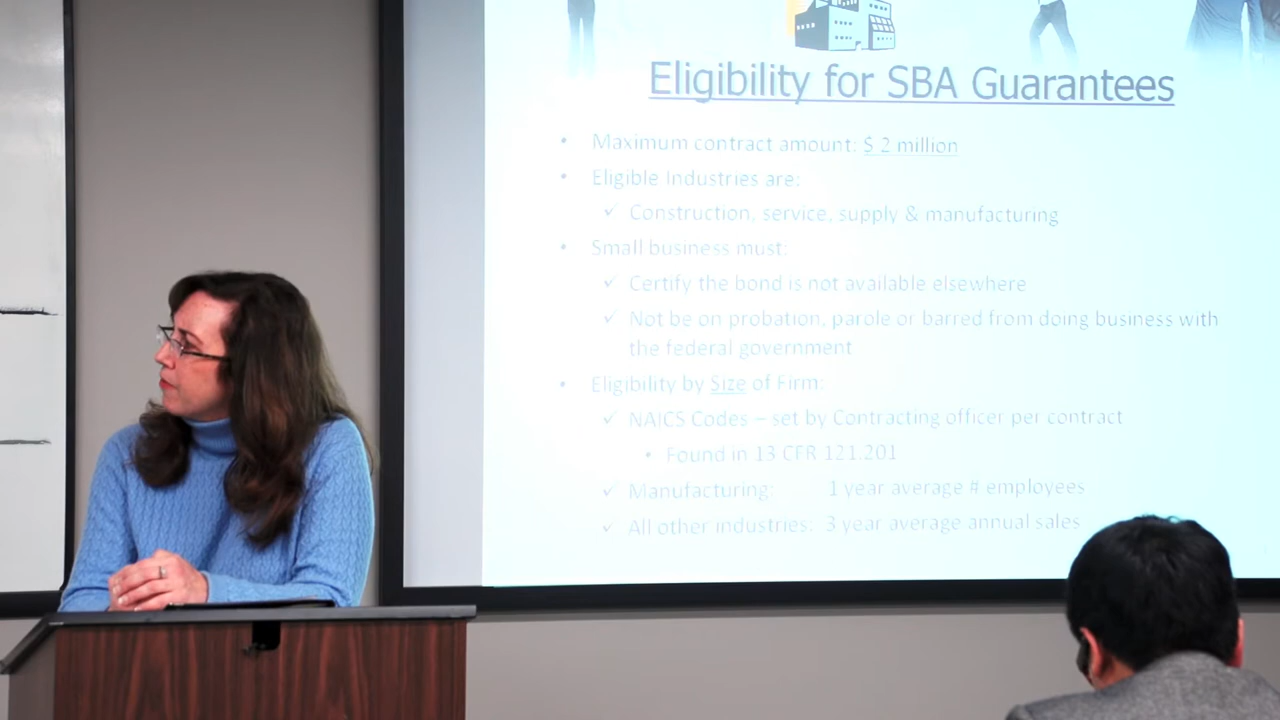 Eligibility for SBA Guarantees
• Maximum contract amount: $ 2 million
• Eligible Industries are:
✓ Construction, service, supply & manufacturing
• Small business must:
✓ Certify the bond is not available elsewhere
✓ Not be on probation, parole or barred from doing business with
the federal government
• Eligibility by Size of Firm:
✓ NAICS Codes – set by Contracting officer per contract
• Found in 13 CFR 121.201
✓ Manufacturing: 1 year average # employees
✓ All other industries: 3 year average annual sales